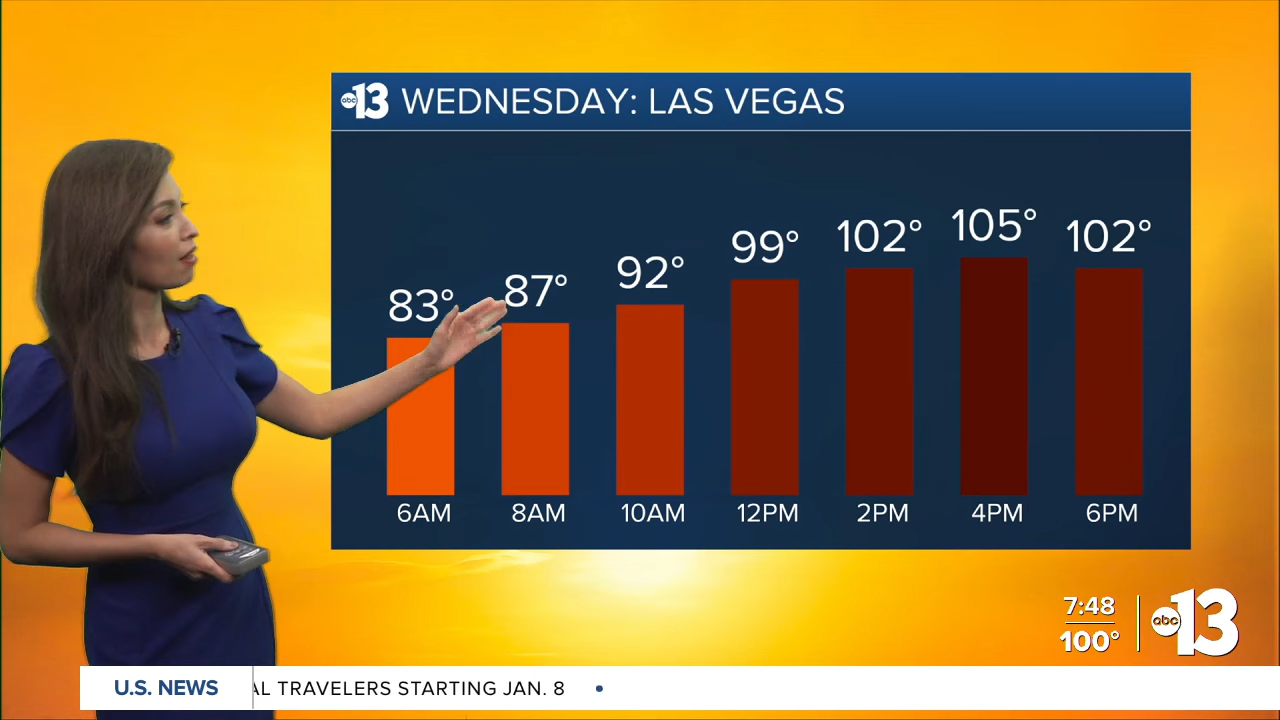 abc 13 WEDNESDAY: LAS VEGAS
83° 87° 92° 99° 102° 105° 102°
6AM 8AM 10AM 12PM 2PM 4PM 6PM
7:48
100°
abc 13
U.S. NEWS
TRAVELERS STARTING JAN. 8 •